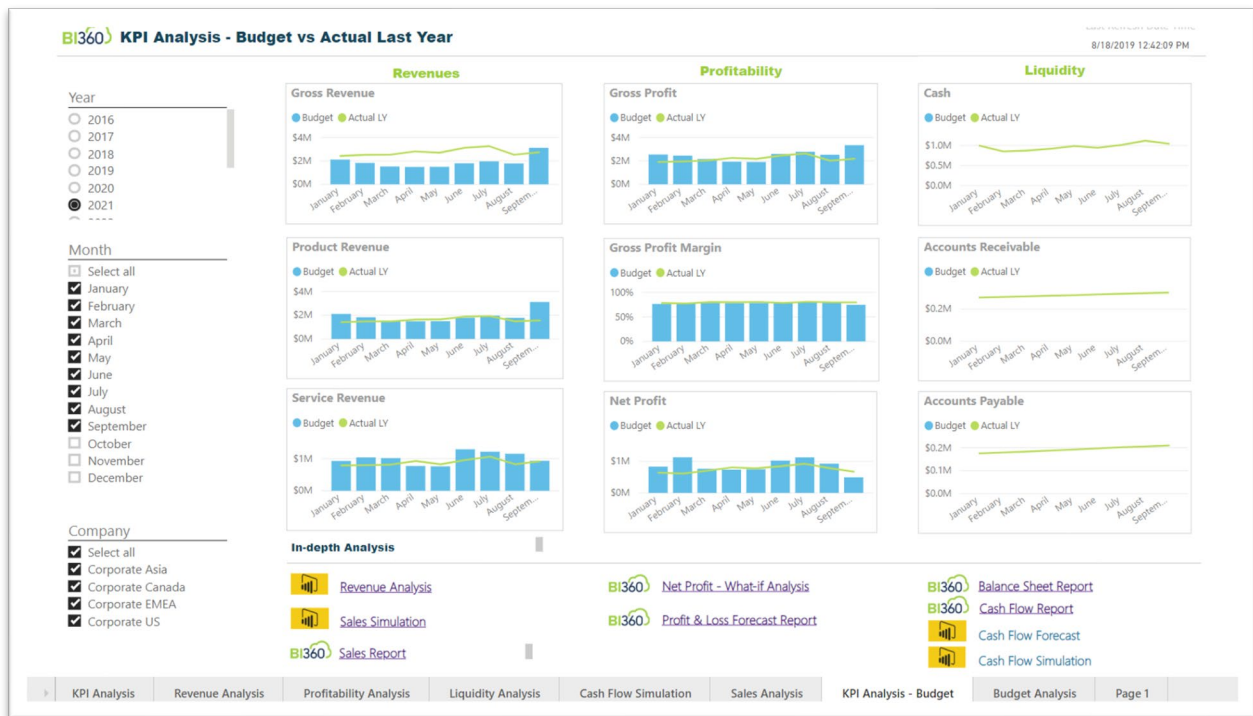 BI360 KPI Analysis - Budget vs Actual Last Year
8/18/2019 12:42:09 PM
Year
2016
2017
2018
2019
2020
2021
Month
Select all
January
February
March
April
May
June
July
August
September
October
November
December
Company
Select all
Corporate Asia
Corporate Canada
Corporate EMEA
Corporate US
Revenues
Gross Revenue
Budget Actual LY
$4M
$2M
$0M
January February March April May June July August Septem...
Product Revenue
Budget Actual LY
$4M
$2M
$0M
January February March April May June July August Septem...
Service Revenue
Budget Actual LY
$1M
$0M
January February March April May June July August Septem...
Profitability
Gross Profit
Budget Actual LY
$4M
$2M
$0M
January February March April May June July August Septem...
Gross Profit Margin
Budget Actual LY
100%
50%
0%
January February March April May June July August Septem...
Net Profit
Budget Actual LY
$1M
$0M
January February March April May June July August Septem...
Liquidity
Cash
Budget Actual LY
$1.0M
$0.5M
$0.0M
January February March April May June July August Septem...
Accounts Receivable
Budget Actual LY
$0.2M
$0.0M
January February March April May June July August Septem...
Accounts Payable
Budget Actual LY
$0.2M
$0.1M
$0.0M
January February March April May June July August Septem...
In-depth Analysis
Revenue Analysis
Sales Simulation
BI360 Sales Report
BI360 Net Profit - What-if Analysis
BI360 Profit & Loss Forecast Report
BI360 Balance Sheet Report
BI360 Cash Flow Report
Cash Flow Forecast
Cash Flow Simulation
KPI Analysis Revenue Analysis Profitability Analysis Liquidity Analysis Cash Flow Simulation Sales Analysis KPI Analysis - Budget Budget Analysis Page 1